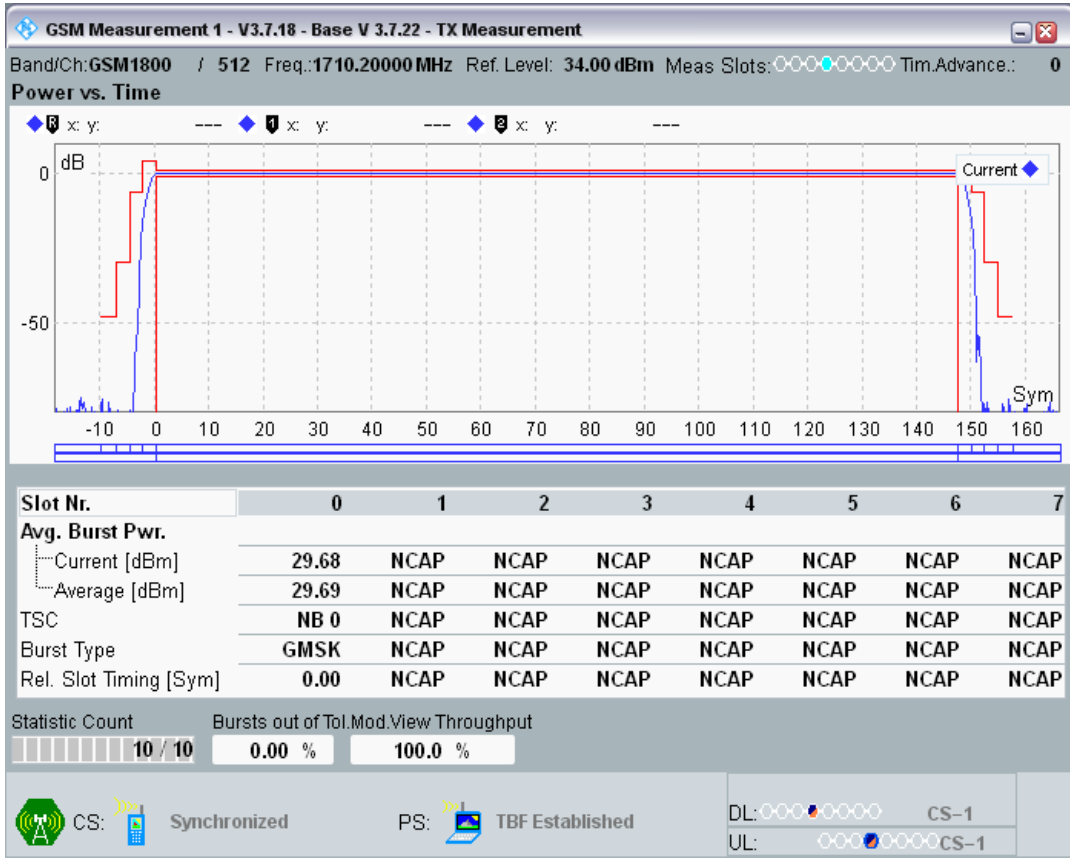 GSM Measurement 1 - V3.7.18 - Base V 3.7.22 - TX Measurement
Band/Ch:GSM1800 / 512 Freq.:1710.20000 MHz Ref. Level: 34.00 dBm Meas Slots: Tim.Advance.: 0
Power vs. Time
R x: y: --- 1 x: y: --- 2 x: y: ---
dB
0
Current
-50
Sym
-10 0 10 20 30 40 50 60 70 80 90 100 110 120 130 140 150 160
Slot Nr. 0 1 2 3 4 5 6 7
Avg. Burst Pwr.
Current [dBm] 29.68 NCAP NCAP NCAP NCAP NCAP NCAP NCAP
Average [dBm] 29.69 NCAP NCAP NCAP NCAP NCAP NCAP NCAP
TSC NB 0 NCAP NCAP NCAP NCAP NCAP NCAP NCAP
Burst Type GMSK NCAP NCAP NCAP NCAP NCAP NCAP NCAP
Rel. Slot Timing [Sym] 0.00 NCAP NCAP NCAP NCAP NCAP NCAP NCAP
Statistic Count Bursts out of Tol.Mod.View Throughput
10 / 10 0.00 % 100.0 %
CS: Synchronized PS: TBF Established DL: CS-1
UL: CS-1